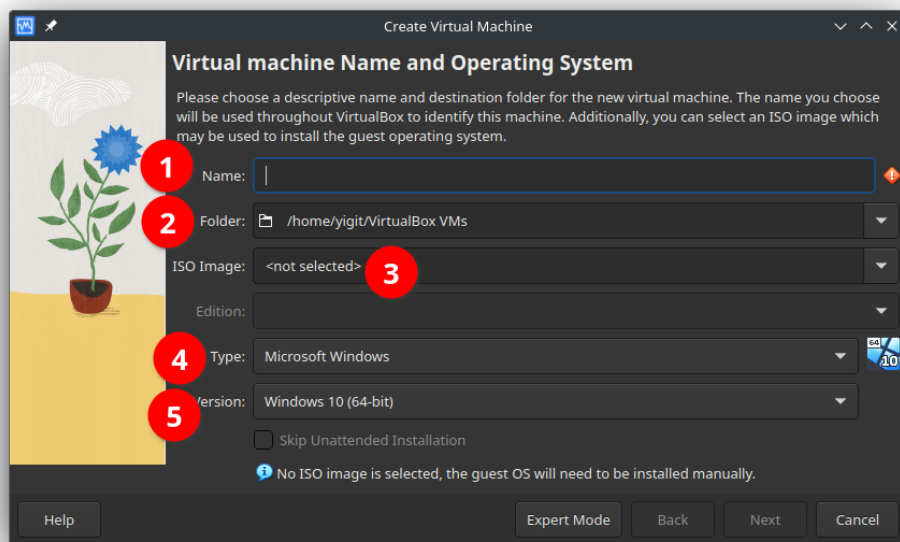 Create Virtual Machine
Virtual machine Name and Operating System
Please choose a descriptive name and destination folder for the new virtual machine. The name you choose
will be used throughout VirtualBox to identify this machine. Additionally, you can select an ISO image which
may be used to install the guest operating system.
1 Name:
2 Folder: /home/yigit/VirtualBox VMs
ISO Image: <not selected> 3
Edition:
4 Type: Microsoft Windows 64 10
5 ersion: Windows 10 (64-bit)
Skip Unattended Installation
No ISO image is selected, the guest OS will need to be installed manually.
Help Expert Mode Back Next Cancel